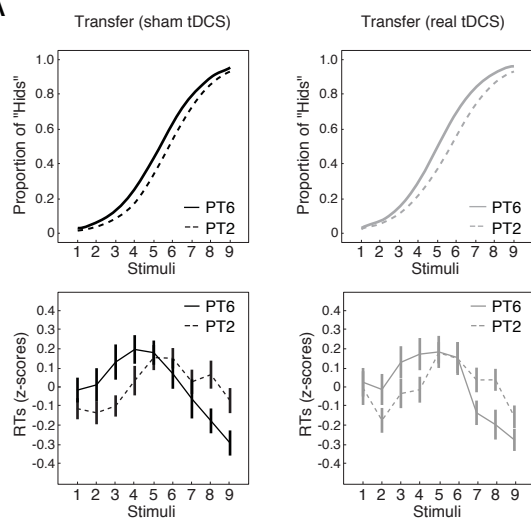 A
Transfer (sham tDCS)
Transfer (real tDCS)
Proportion of "Hids"
1.0
0.8
0.6
0.4
0.2
0
PT6
PT2
1 2 3 4 5 6 7 8 9
Stimuli
Proportion of "Hids"
1.0
0.8
0.6
0.4
0.2
0
PT6
PT2
1 2 3 4 5 6 7 8 9
Stimuli
RTs (z-scores)
0.4
0.3
0.2
0.1
0
-0.1
-0.2
-0.3
-0.4
PT6
PT2
1 2 3 4 5 6 7 8 9
Stimuli
RTs (z-scores)
0.4
0.3
0.2
0.1
0
-0.1
-0.2
-0.3
-0.4
PT6
PT2
1 2 3 4 5 6 7 8 9
Stimuli